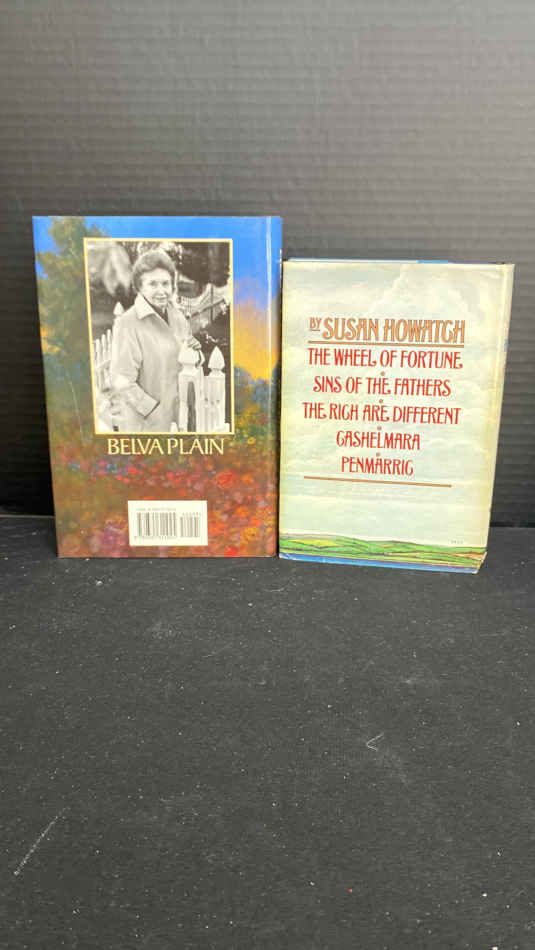 BELVA PLAIN
BY SUSAN HOWATCH
THE WHEEL OF FORTUNE
SINS OF THE FATHERS
THE RICH ARE DIFFERENT
CASHELMARA
PENMARRIC